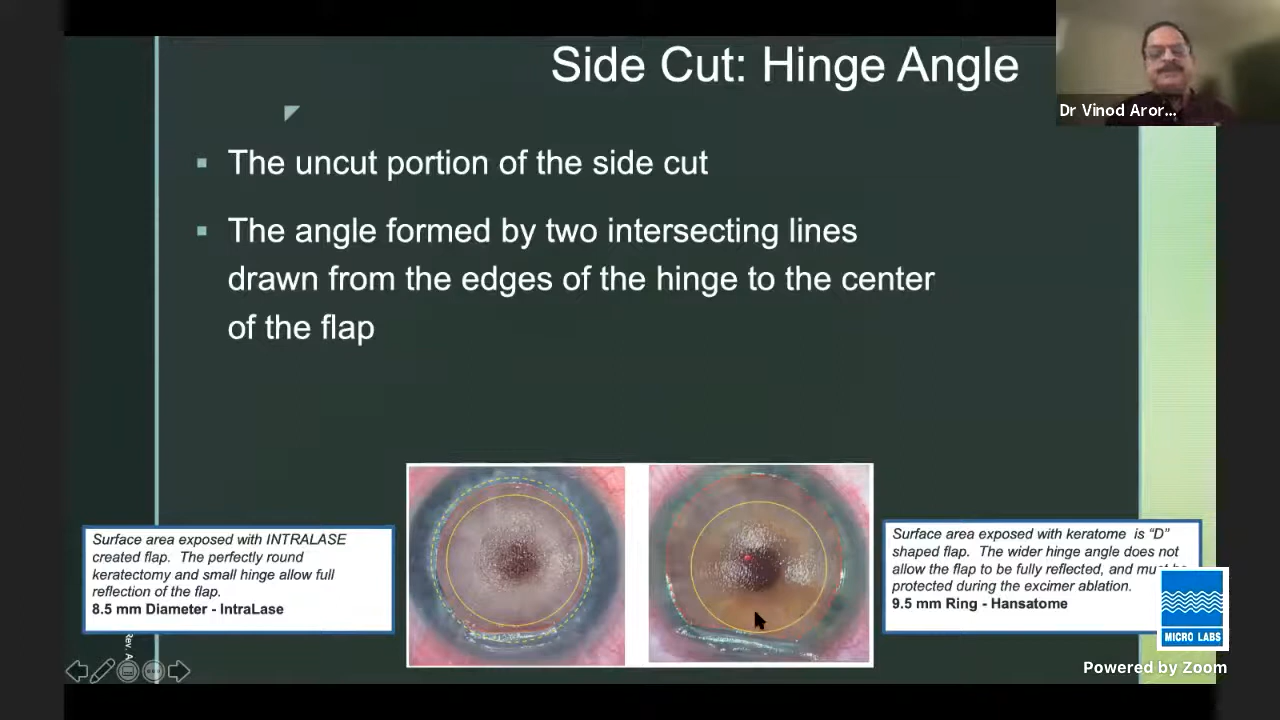 Side Cut: Hinge Angle
Dr Vinod Aror...
The uncut portion of the side cut
The angle formed by two intersecting lines
drawn from the edges of the hinge to the center
of the flap
Surface area exposed with INTRALASE
created flap. The perfectly round
keratectomy and small hinge allow full
reflection of the flap.
8.5 mm Diameter - IntraLase
Surface area exposed with keratome is “D”
shaped flap. The wider hinge angle does not
allow the flap to be fully reflected, and must be
protected during the excimer ablation.
9.5 mm Ring - Hansatome
Rev. A
MICRO LABS
Powered by Zoom